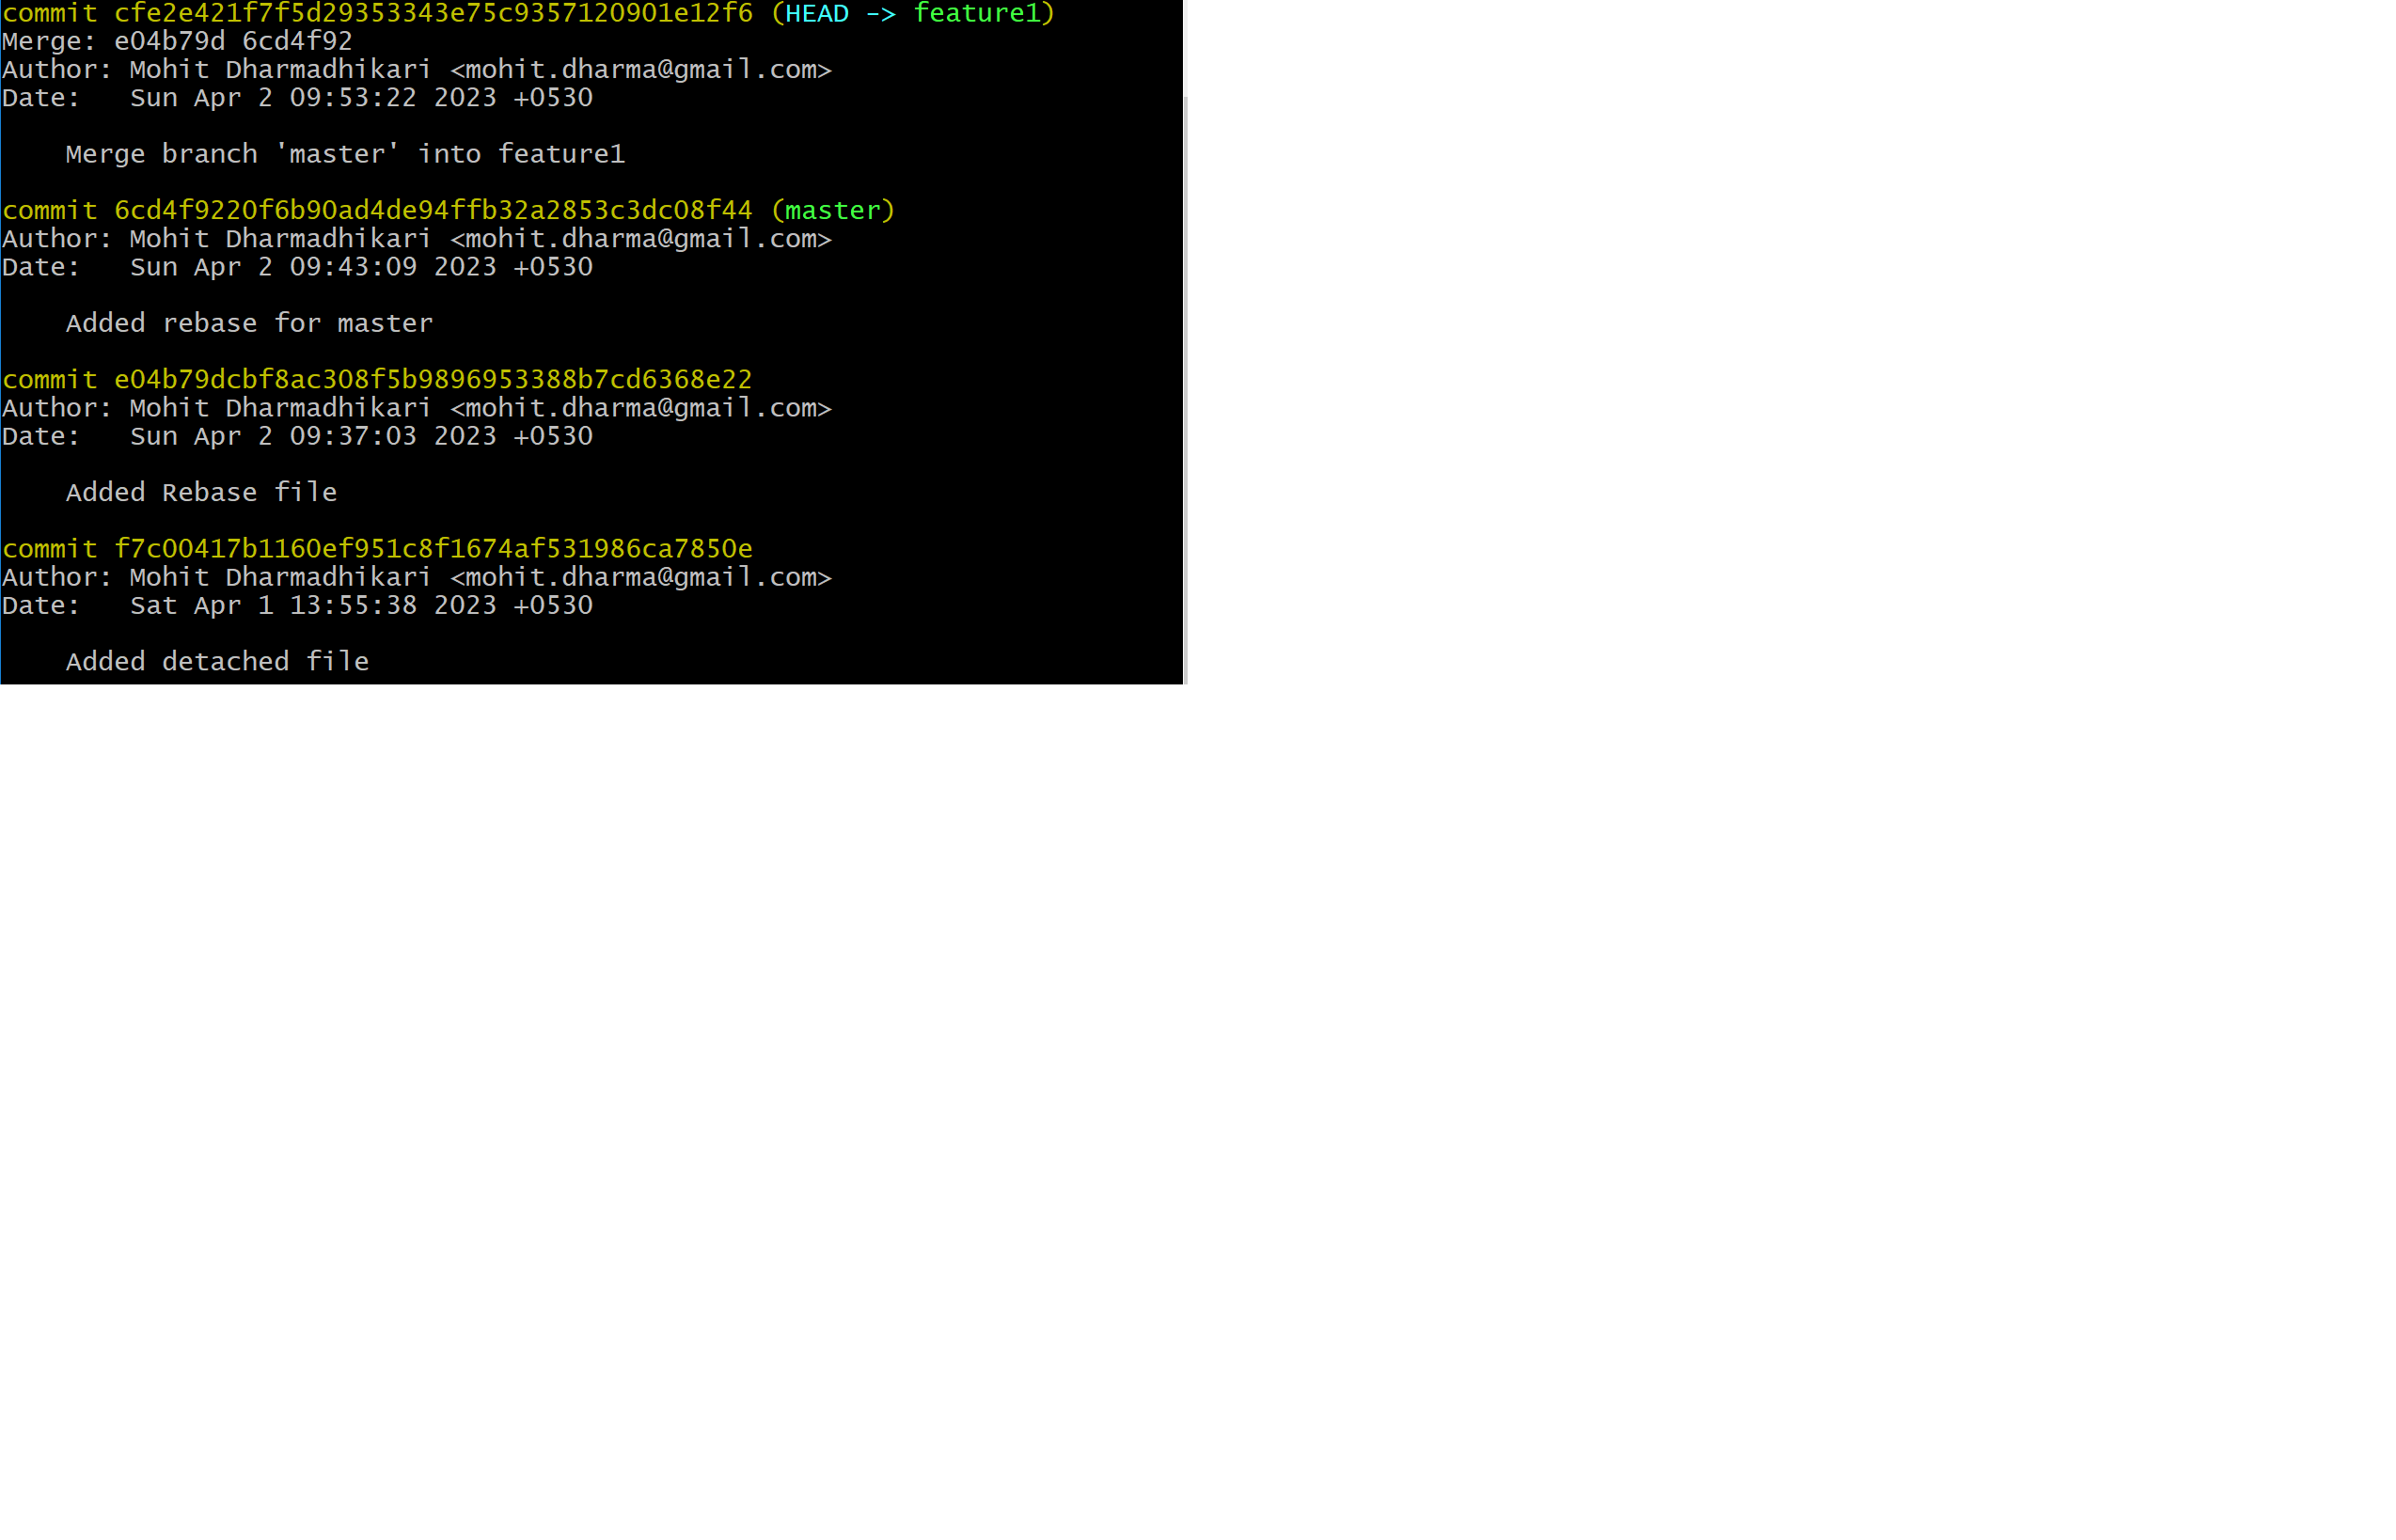 commit cfe2e421f7f5d29353343e75c9357120901e12f6 (HEAD -> feature1)
Merge: e04b79d 6cd4f92
Author: Mohit Dharmadhikari <mohit.dharma@gmail.com>
Date:   Sun Apr 2 09:53:22 2023 +0530
    Merge branch 'master' into feature1
commit 6cd4f9220f6b90ad4de94ffb32a2853c3dc08f44 (master)
Author: Mohit Dharmadhikari <mohit.dharma@gmail.com>
Date:   Sun Apr 2 09:43:09 2023 +0530
    Added rebase for master
commit e04b79dcbf8ac308f5b9896953388b7cd6368e22
Author: Mohit Dharmadhikari <mohit.dharma@gmail.com>
Date:   Sun Apr 2 09:37:03 2023 +0530
    Added Rebase file
commit f7c00417b1160ef951c8f1674af531986ca7850e
Author: Mohit Dharmadhikari <mohit.dharma@gmail.com>
Date:   Sat Apr 1 13:55:38 2023 +0530
    Added detached file